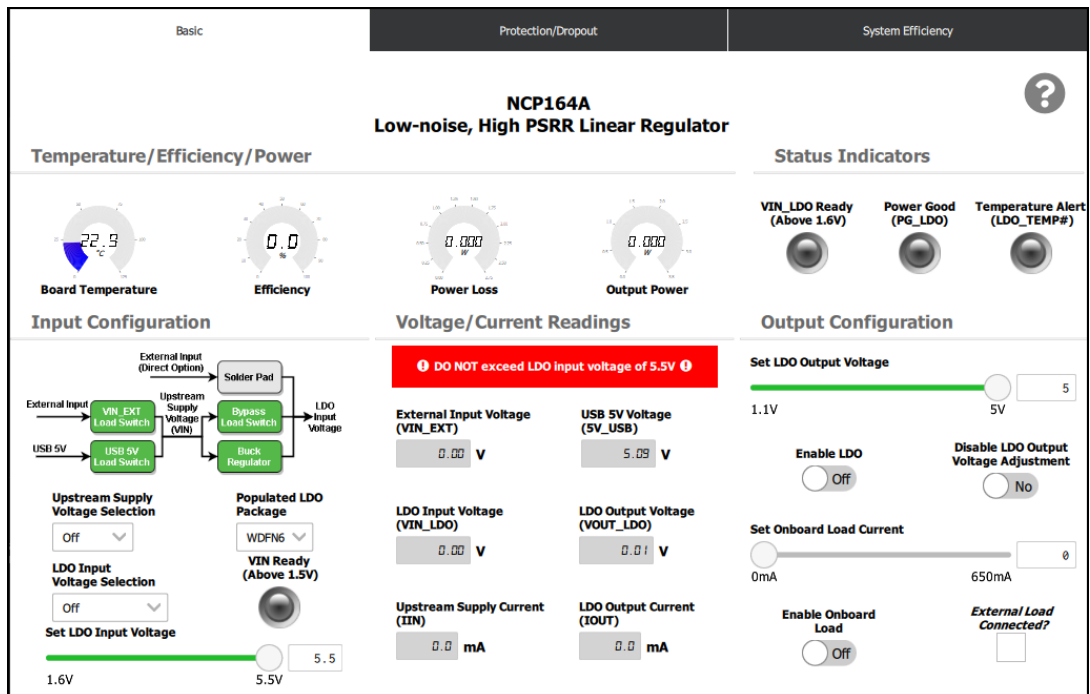 Basic
Protection/Dropout
System Efficiency
NCP164A
Low-noise, High PSRR Linear Regulator
Temperature/Efficiency/Power
Status Indicators
22.9
°C
Board Temperature
0.0
%
Efficiency
0.000
W
Power Loss
0.000
W
Output Power
VIN_LDO Ready
(Above 1.6V)
Power Good
(PG_LDO)
Temperature Alert
(LDO_TEMP#)
Input Configuration
External Input
(Direct Option)
Solder Pad
External Input
VIN_EXT
Load Switch
Upstream
Supply
Voltage
(VIN)
Bypass
Load Switch
LDO
Input
Voltage
USB 5V
USB 5V
Load Switch
Buck
Regulator
Upstream Supply
Voltage Selection
Off
Populated LDO
Package
WDFN6
LDO Input
Voltage Selection
Off
VIN Ready
(Above 1.5V)
Set LDO Input Voltage
5.5
1.6V
5.5V
Voltage/Current Readings
DO NOT exceed LDO input voltage of 5.5V
External Input Voltage
(VIN_EXT)
0.00 V
USB 5V Voltage
(5V_USB)
5.09 V
LDO Input Voltage
(VIN_LDO)
0.00 V
LDO Output Voltage
(VOUT_LDO)
0.01 V
Upstream Supply Current
(IIN)
0.0 mA
LDO Output Current
(IOUT)
0.0 mA
Output Configuration
Set LDO Output Voltage
5
1.1V
5V
Enable LDO
Off
Disable LDO Output
Voltage Adjustment
No
Set Onboard Load Current
0
0mA
650mA
Enable Onboard
Load
Off
External Load
Connected?